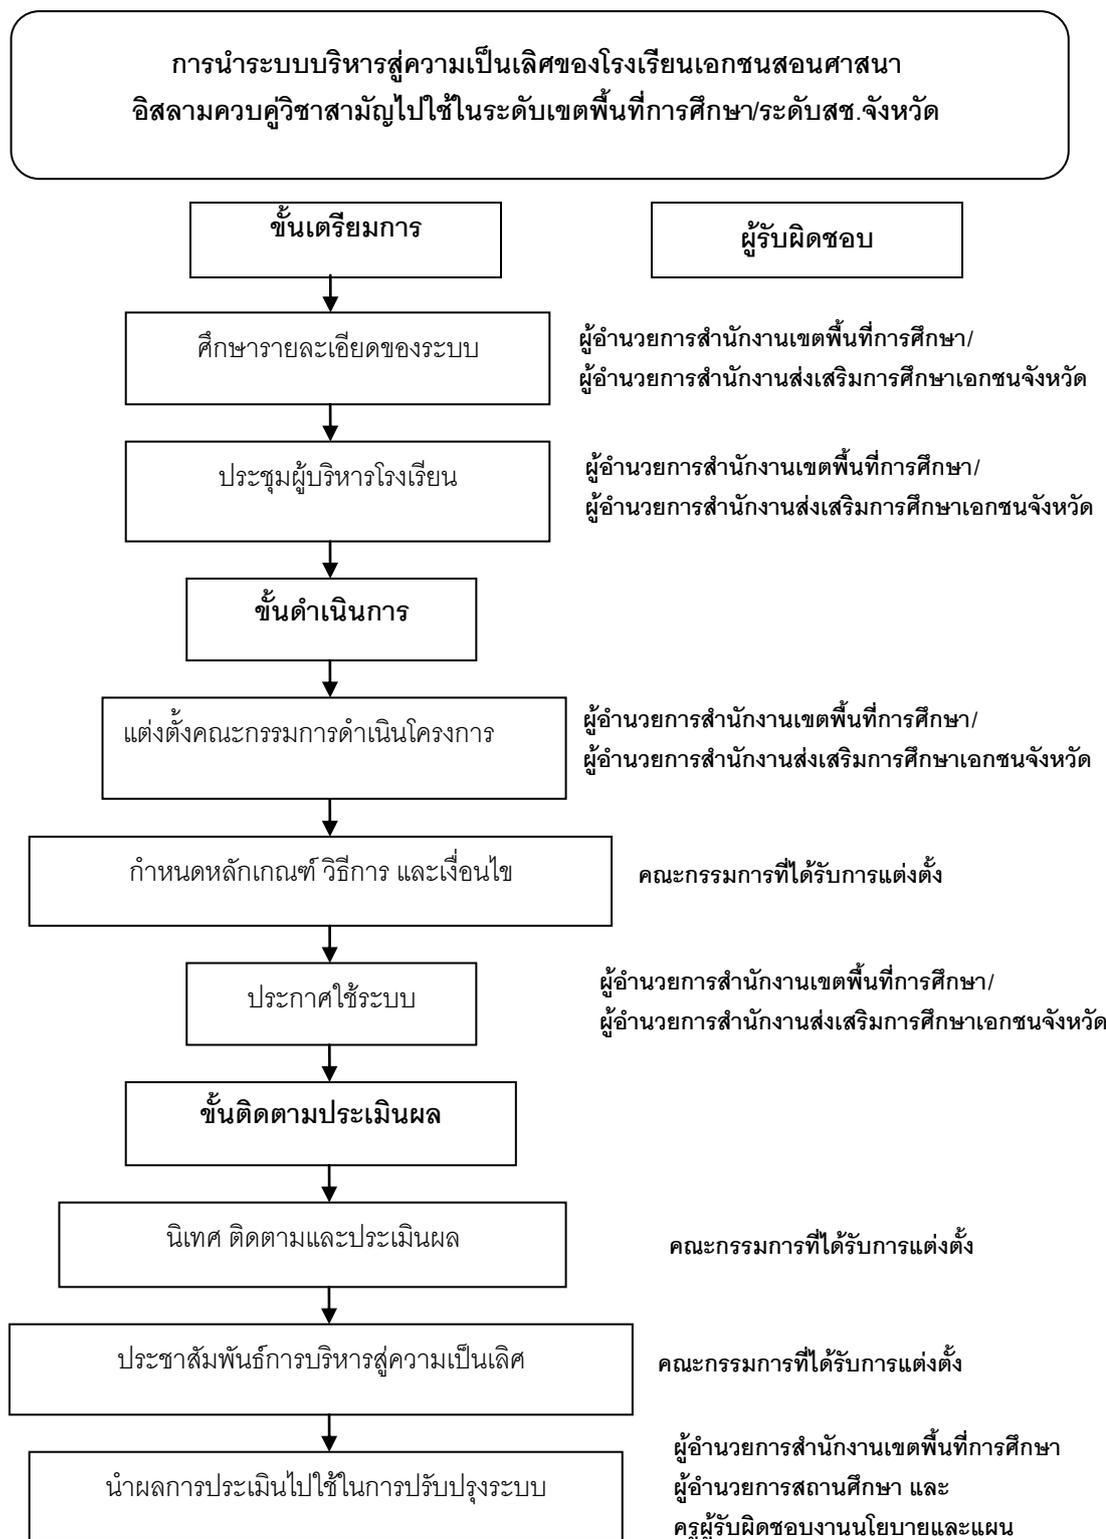 การนำระบบบริหารสู่ความเป็นเลิศของโรงเรียนเอกชนสอนศาสนา
อิสลามควบคู่วิชาสามัญไปใช้ในระดับเขตพื้นที่การศึกษา/ระดับสช.จังหวัด
ขั้นเตรียมการ
ผู้รับผิดชอบ
ศึกษารายละเอียดของระบบ
ผู้อำนวยการสำนักงานเขตพื้นที่การศึกษา/
ผู้อำนวยการสำนักงานส่งเสริมการศึกษาเอกชนจังหวัด
ประชุมผู้บริหารโรงเรียน
ผู้อำนวยการสำนักงานเขตพื้นที่การศึกษา/
ผู้อำนวยการสำนักงานส่งเสริมการศึกษาเอกชนจังหวัด
ขั้นดำเนินการ
แต่งตั้งคณะกรรมการดำเนินโครงการ
ผู้อำนวยการสำนักงานเขตพื้นที่การศึกษา/
ผู้อำนวยการสำนักงานส่งเสริมการศึกษาเอกชนจังหวัด
กำหนดหลักเกณฑ์ วิธีการ และเงื่อนไข
คณะกรรมการที่ได้รับการแต่งตั้ง
ประกาศใช้ระบบ
ผู้อำนวยการสำนักงานเขตพื้นที่การศึกษา/
ผู้อำนวยการสำนักงานส่งเสริมการศึกษาเอกชนจังหวัด
ขั้นติดตามประเมินผล
นิเทศ ติดตามและประเมินผล
คณะกรรมการที่ได้รับการแต่งตั้ง
ประชาสัมพันธ์การบริหารสู่ความเป็นเลิศ
คณะกรรมการที่ได้รับการแต่งตั้ง
นำผลการประเมินไปใช้ในการปรับปรุงระบบ
ผู้อำนวยการสำนักงานเขตพื้นที่การศึกษา
ผู้อำนวยการสถานศึกษา และ
ครูผู้รับผิดชอบงานนโยบายและแผน